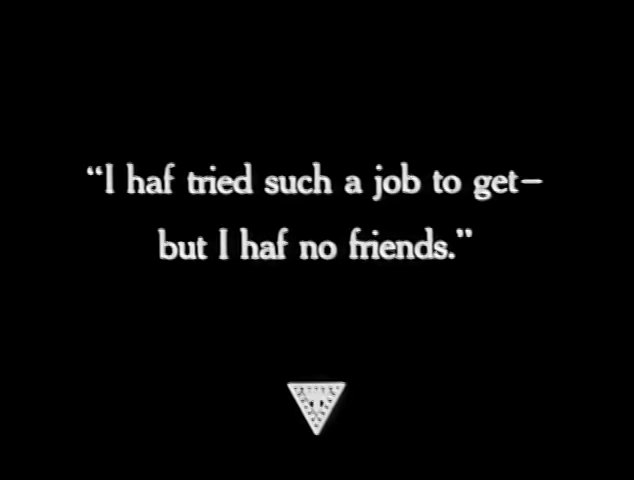 “I haf tried such a job to get—
but I haf no friends.”